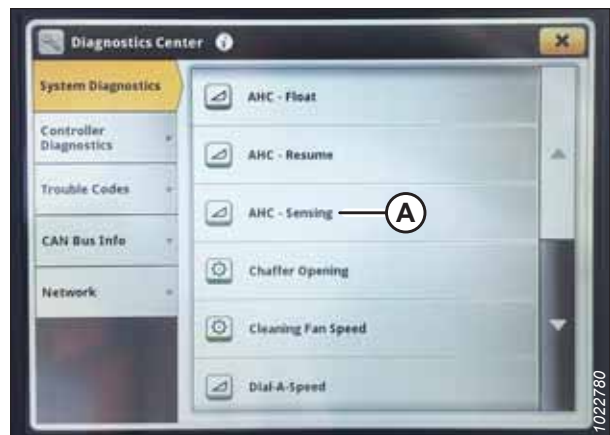 Diagnostics Center
System Diagnostics
Controller
Diagnostics
Trouble Codes
CAN Bus Info
Network
AHC - Float
AHC - Resume
AHC - Sensing
A
Chaffer Opening
Cleaning Fan Speed
Dial-A-Speed
1022780